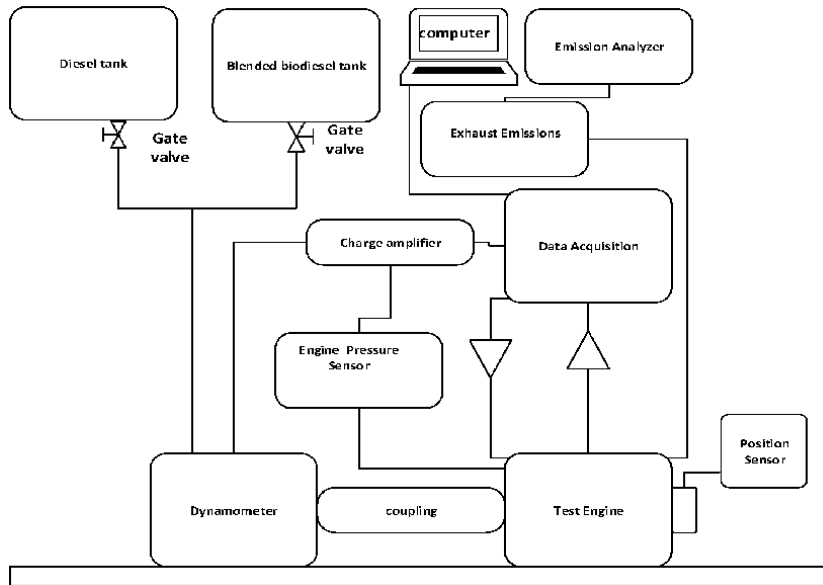 Diesel tank
Blended biodiesel tank
computer
Emission Analyzer
Gate
valve
Gate
valve
Exhaust Emissions
Charge amplifier
Data Acquisition
Engine Pressure
Sensor
Position
Sensor
Dynamometer
coupling
Test Engine